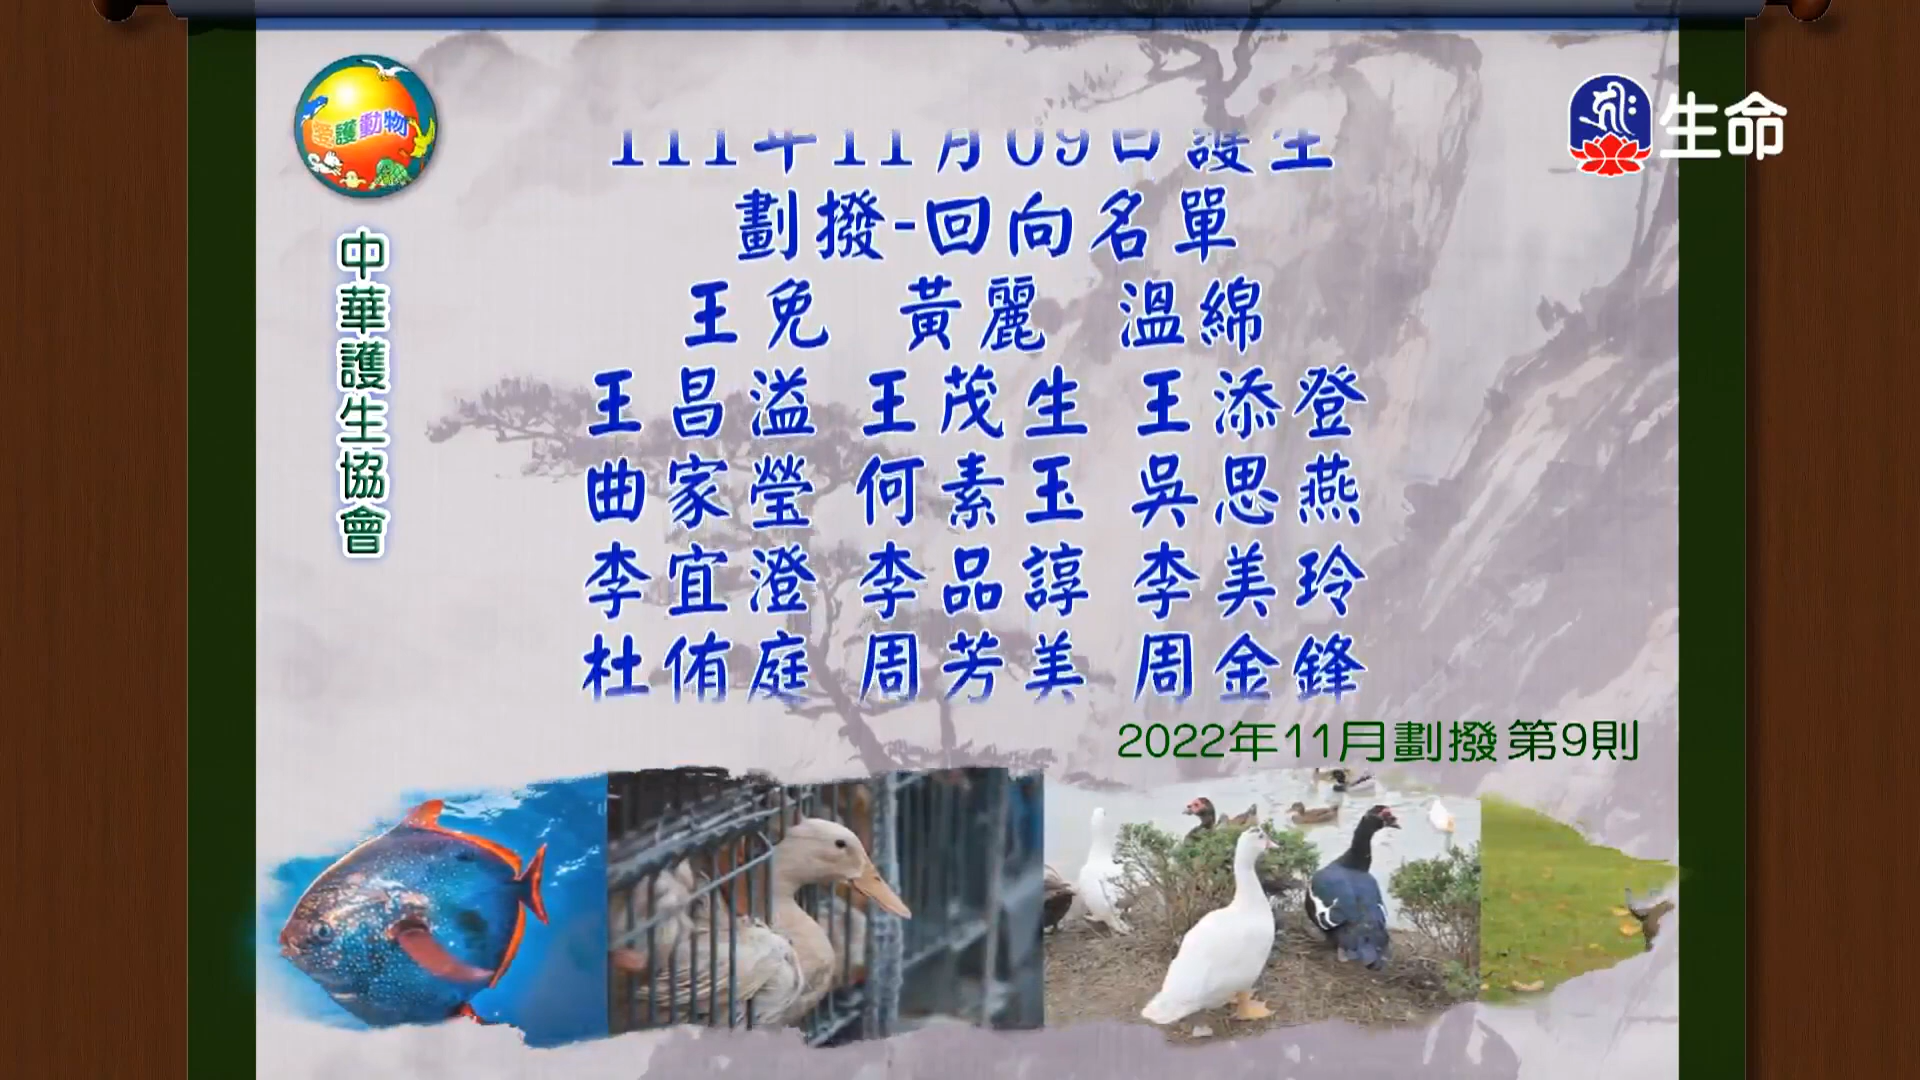 愛護動物
生命
中華護生協會
111年11月09日護生
劃撥-回向名單
王免 黃麗 溫綿
王昌溢 王茂生 王添登
曲家瑩 何素玉 吳思燕
李宜澄 李品諄 李美玲
杜侑庭 周芳美 周金鋒
2022年11月劃撥第9則